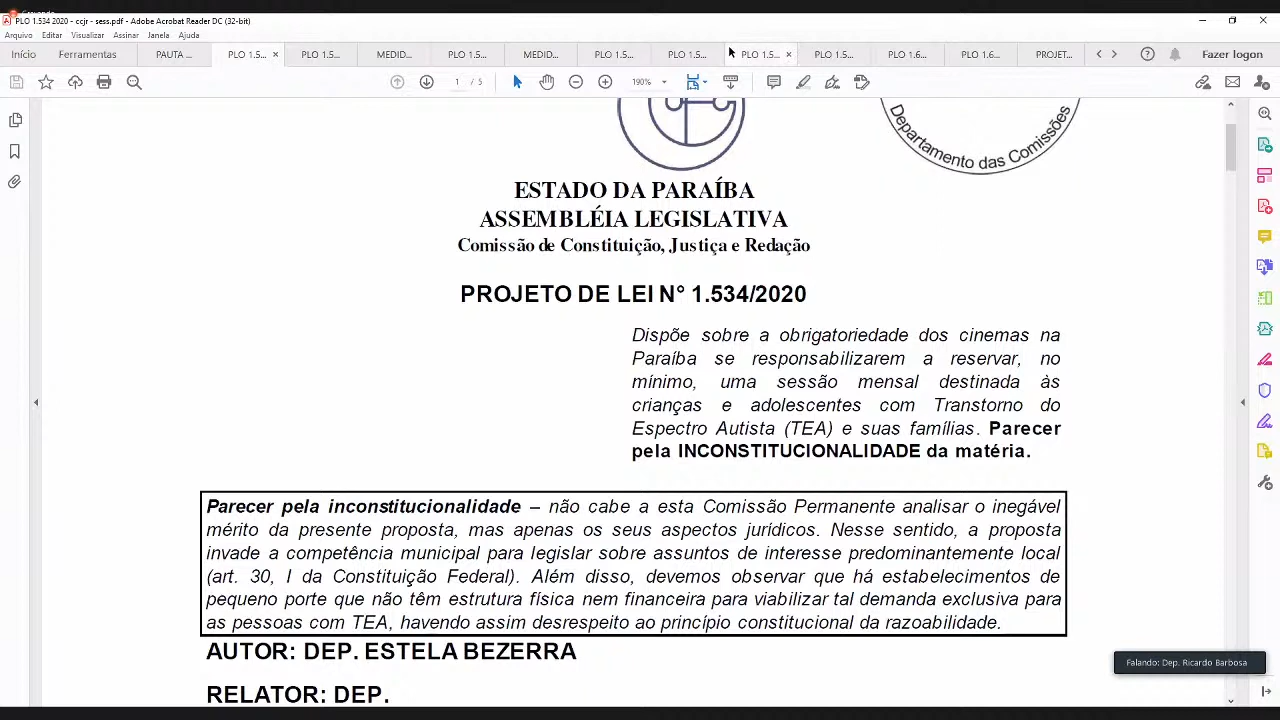 PLO 1.534 2020 - ccjr - sess.pdf - Adobe Acrobat Reader DC (32-bit)
Arquivo Editar Visualizar Assinar Janela Ajuda
Início Ferramentas PAUTA ... PLO 1.5... × PLO 1.5... MEDID... PLO 1.5... MEDID... PLO 1.5... PLO 1.5... PLO 1.5... × PLO 1.5... PLO 1.6... PLO 1.6... PROJET... Fazer logon
1 / 5 190%
Departamento das Comissões
ESTADO DA PARAÍBA
ASSEMBLÉIA LEGISLATIVA
Comissão de Constituição, Justiça e Redação
PROJETO DE LEI N° 1.534/2020
Dispõe sobre a obrigatoriedade dos cinemas na
Paraíba se responsabilizarem a reservar, no
mínimo, uma sessão mensal destinada às
crianças e adolescentes com Transtorno do
Espectro Autista (TEA) e suas famílias. Parecer
pela INCONSTITUCIONALIDADE da matéria.
Parecer pela inconstitucionalidade – não cabe a esta Comissão Permanente analisar o inegável
mérito da presente proposta, mas apenas os seus aspectos jurídicos. Nesse sentido, a proposta
invade a competência municipal para legislar sobre assuntos de interesse predominantemente local
(art. 30, I da Constituição Federal). Além disso, devemos observar que há estabelecimentos de
pequeno porte que não têm estrutura física nem financeira para viabilizar tal demanda exclusiva para
as pessoas com TEA, havendo assim desrespeito ao princípio constitucional da razoabilidade.
AUTOR: DEP. ESTELA BEZERRA
RELATOR: DEP.
Falando: Dep. Ricardo Barbosa